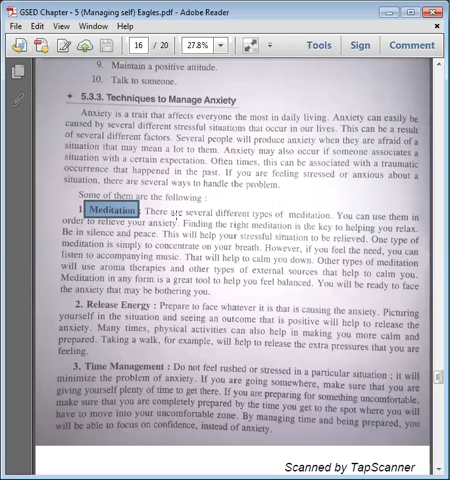 GSED Chapter - 5 (Managing self) Eagles.pdf - Adobe Reader
File Edit View Window Help
16 / 20 27.8% Tools Sign Comment
9. Maintain a positive attitude.
10. Talk to someone.
5.3.3. Techniques to Manage Anxiety
Anxiety is a trait that affects everyone the most in daily living. Anxiety can easily be
caused by several different stressful situations that occur in our lives. This can be a result
of several different factors. Several people will produce anxiety when they are afraid of a
situation that may mean a lot to them. Anxiety may also occur if someone associates a
situation with a certain expectation. Often times, this can be associated with a traumatic
occurrence that happened in the past. If you are feeling stressed or anxious about a
situation, there are several ways to handle the problem.
Some of them are the following :
1. Meditation : There are several different types of meditation. You can use them in
order to relieve your anxiety. Finding the right meditation is the key to helping you relax.
Be in silence and peace. This will help your stressful situation to be relieved. One type of
meditation is simply to concentrate on your breath. However, if you feel the need, you can
listen to accompanying music. That will help to calm you down. Other types of meditation
will use aroma therapies and other types of external sources that help to calm you.
Meditation in any form is a great tool to help you feel balanced. You will be ready to face
the anxiety that may be bothering you.
2. Release Energy : Prepare to face whatever it is that is causing the anxiety. Picturing
yourself in the situation and seeing an outcome that is positive will help to release the
anxiety. Many times, physical activities can also help in making you more calm and
prepared. Taking a walk, for example, will help to release the extra pressures that you are
feeling.
3. Time Management : Do not feel rushed or stressed in a particular situation ; it will
minimize the problem of anxiety. If you are going somewhere, make sure that you are
giving yourself plenty of time to get there. If you are preparing for something uncomfortable,
make sure that you are completely prepared by the time you get to the spot where you will
have to move into your uncomfortable zone. By managing time and being prepared, you
will be able to focus on confidence, instead of anxiety.
Scanned by TapScanner